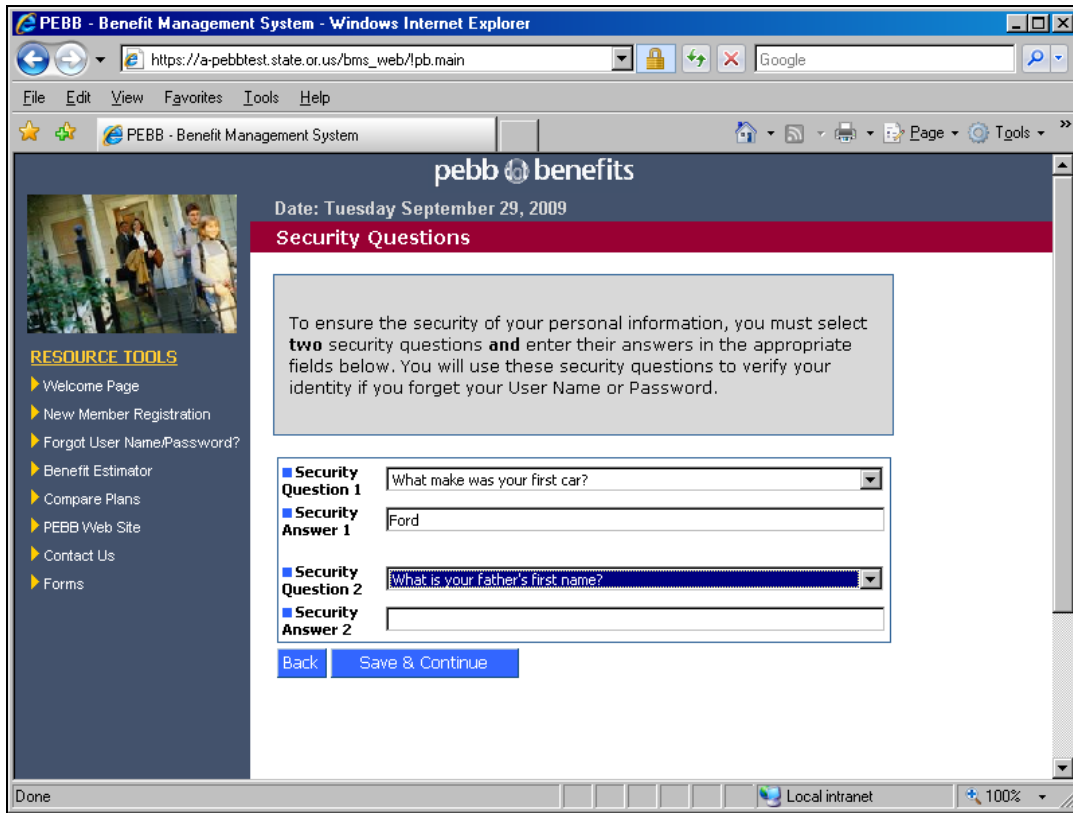 PEBB - Benefit Management System - Windows Internet Explorer
https://a-pebbtest.state.or.us/bms_web/!pb.main
Google
File Edit View Favorites Tools Help
PEBB - Benefit Management System
Page Tools »
pebb benefits
Date: Tuesday September 29, 2009
Security Questions
To ensure the security of your personal information, you must select
two security questions and enter their answers in the appropriate
fields below. You will use these security questions to verify your
identity if you forget your User Name or Password.
RESOURCE TOOLS
Welcome Page
New Member Registration
Forgot User Name/Password?
Benefit Estimator
Compare Plans
PEBB Web Site
Contact Us
Forms
Security
Question 1
What make was your first car?
Security
Answer 1
Ford
Security
Question 2
What is your father's first name?
Security
Answer 2
Back Save & Continue
Done
Local intranet
100%